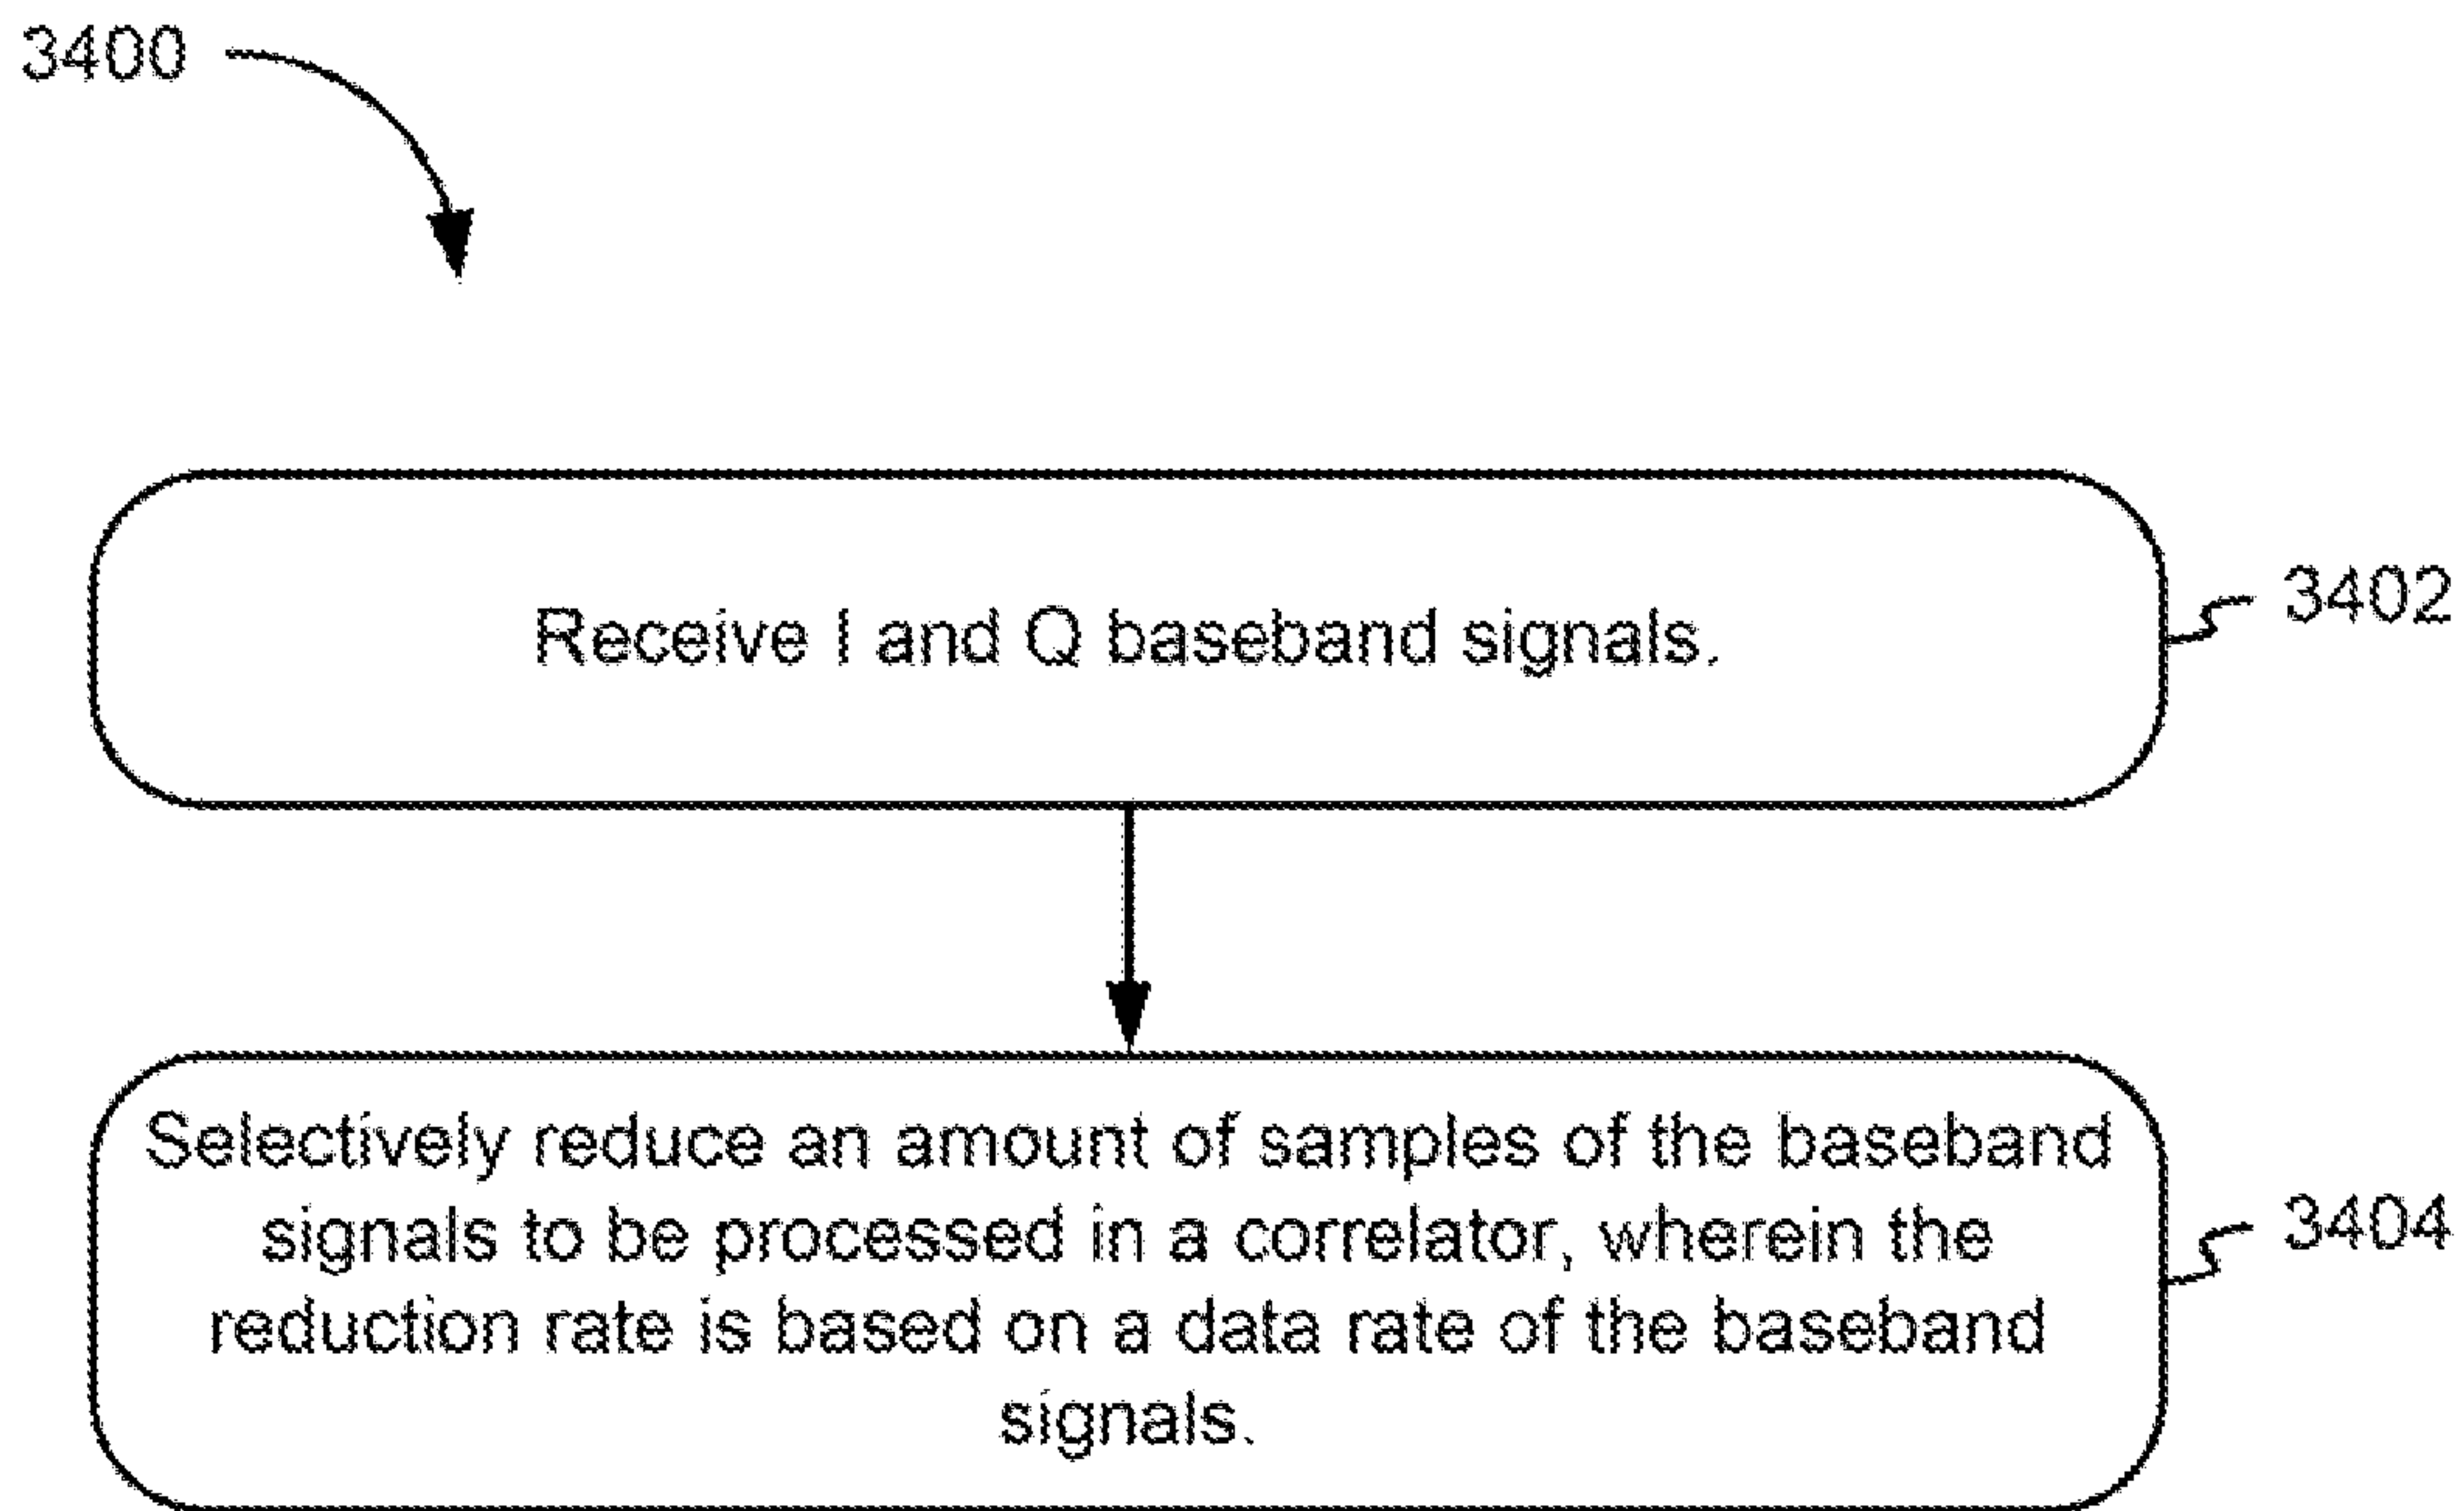 3400
Receive I and Q baseband signals.
3402
Selectively reduce an amount of samples of the baseband
signals to be processed in a correlator, wherein the
reduction rate is based on a data rate of the baseband
signals.
3404